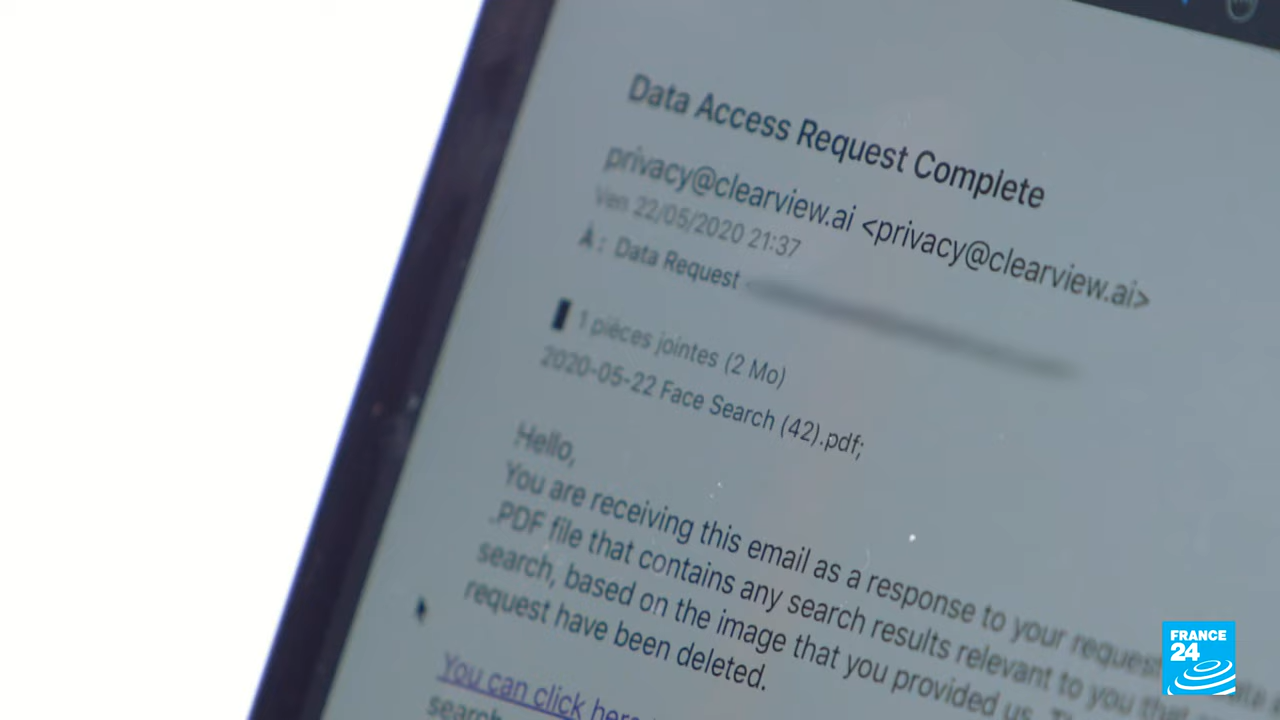 Data Access Request Complete
privacy@clearview.ai <privacy@clearview.ai>
Ven 22/05/2020 21:37
À : Data Request
1 pièces jointes (2 Mo)
2020-05-22 Face Search (42).pdf;
Hello,
You are receiving this email as a response to your request
.PDF file that contains any search results relevant to you that
search, based on the image that you provided us.
request have been deleted.
You can click here
search
FRANCE
24